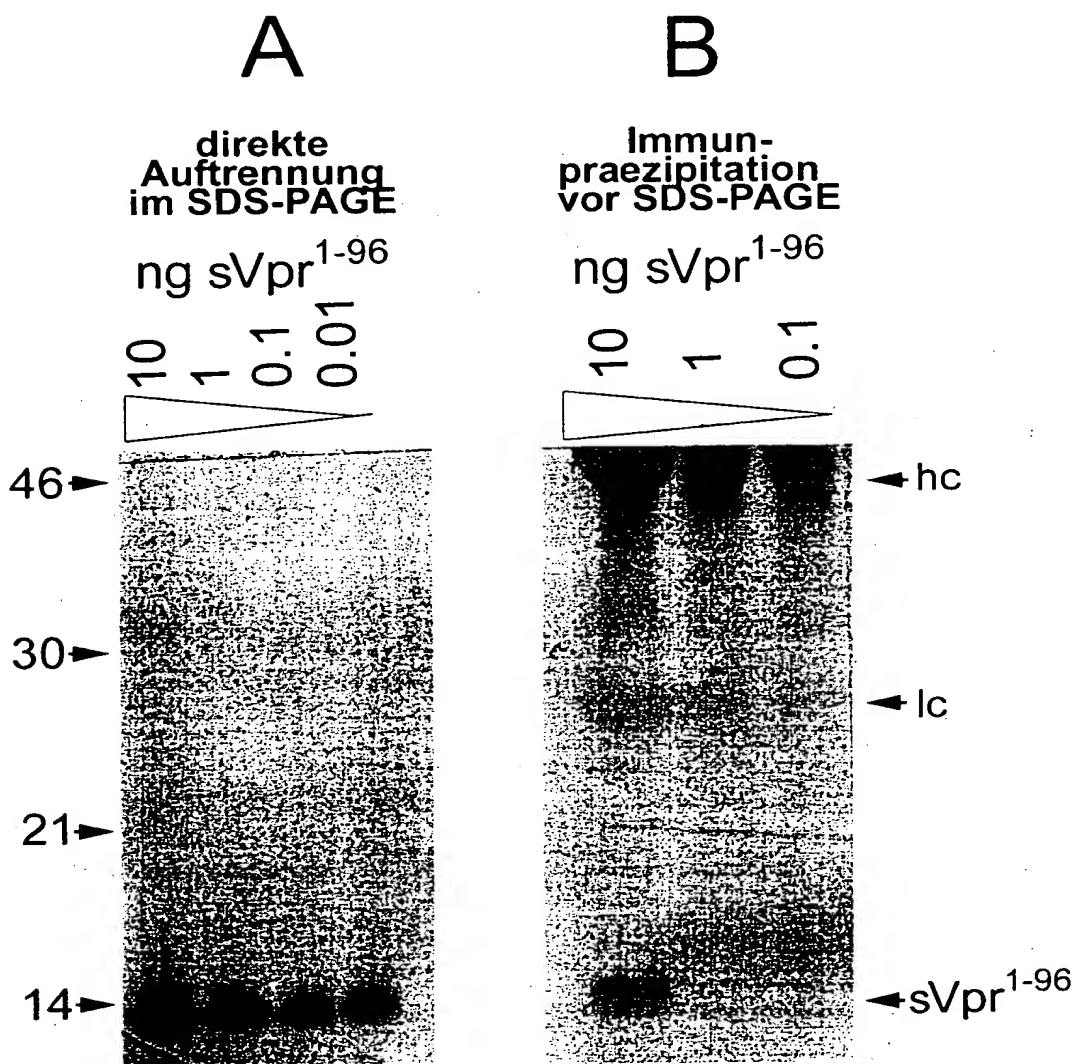 A
direkte
Auftrennung
im SDS-PAGE
ng sVpr¹⁻⁹⁶
10
1
0.1
0.01
46
30
21
14
B
Immun-
praezipitation
vor SDS-PAGE
ng sVpr¹⁻⁹⁶
10
1
0.1
hc
lc
sVpr¹⁻⁹⁶